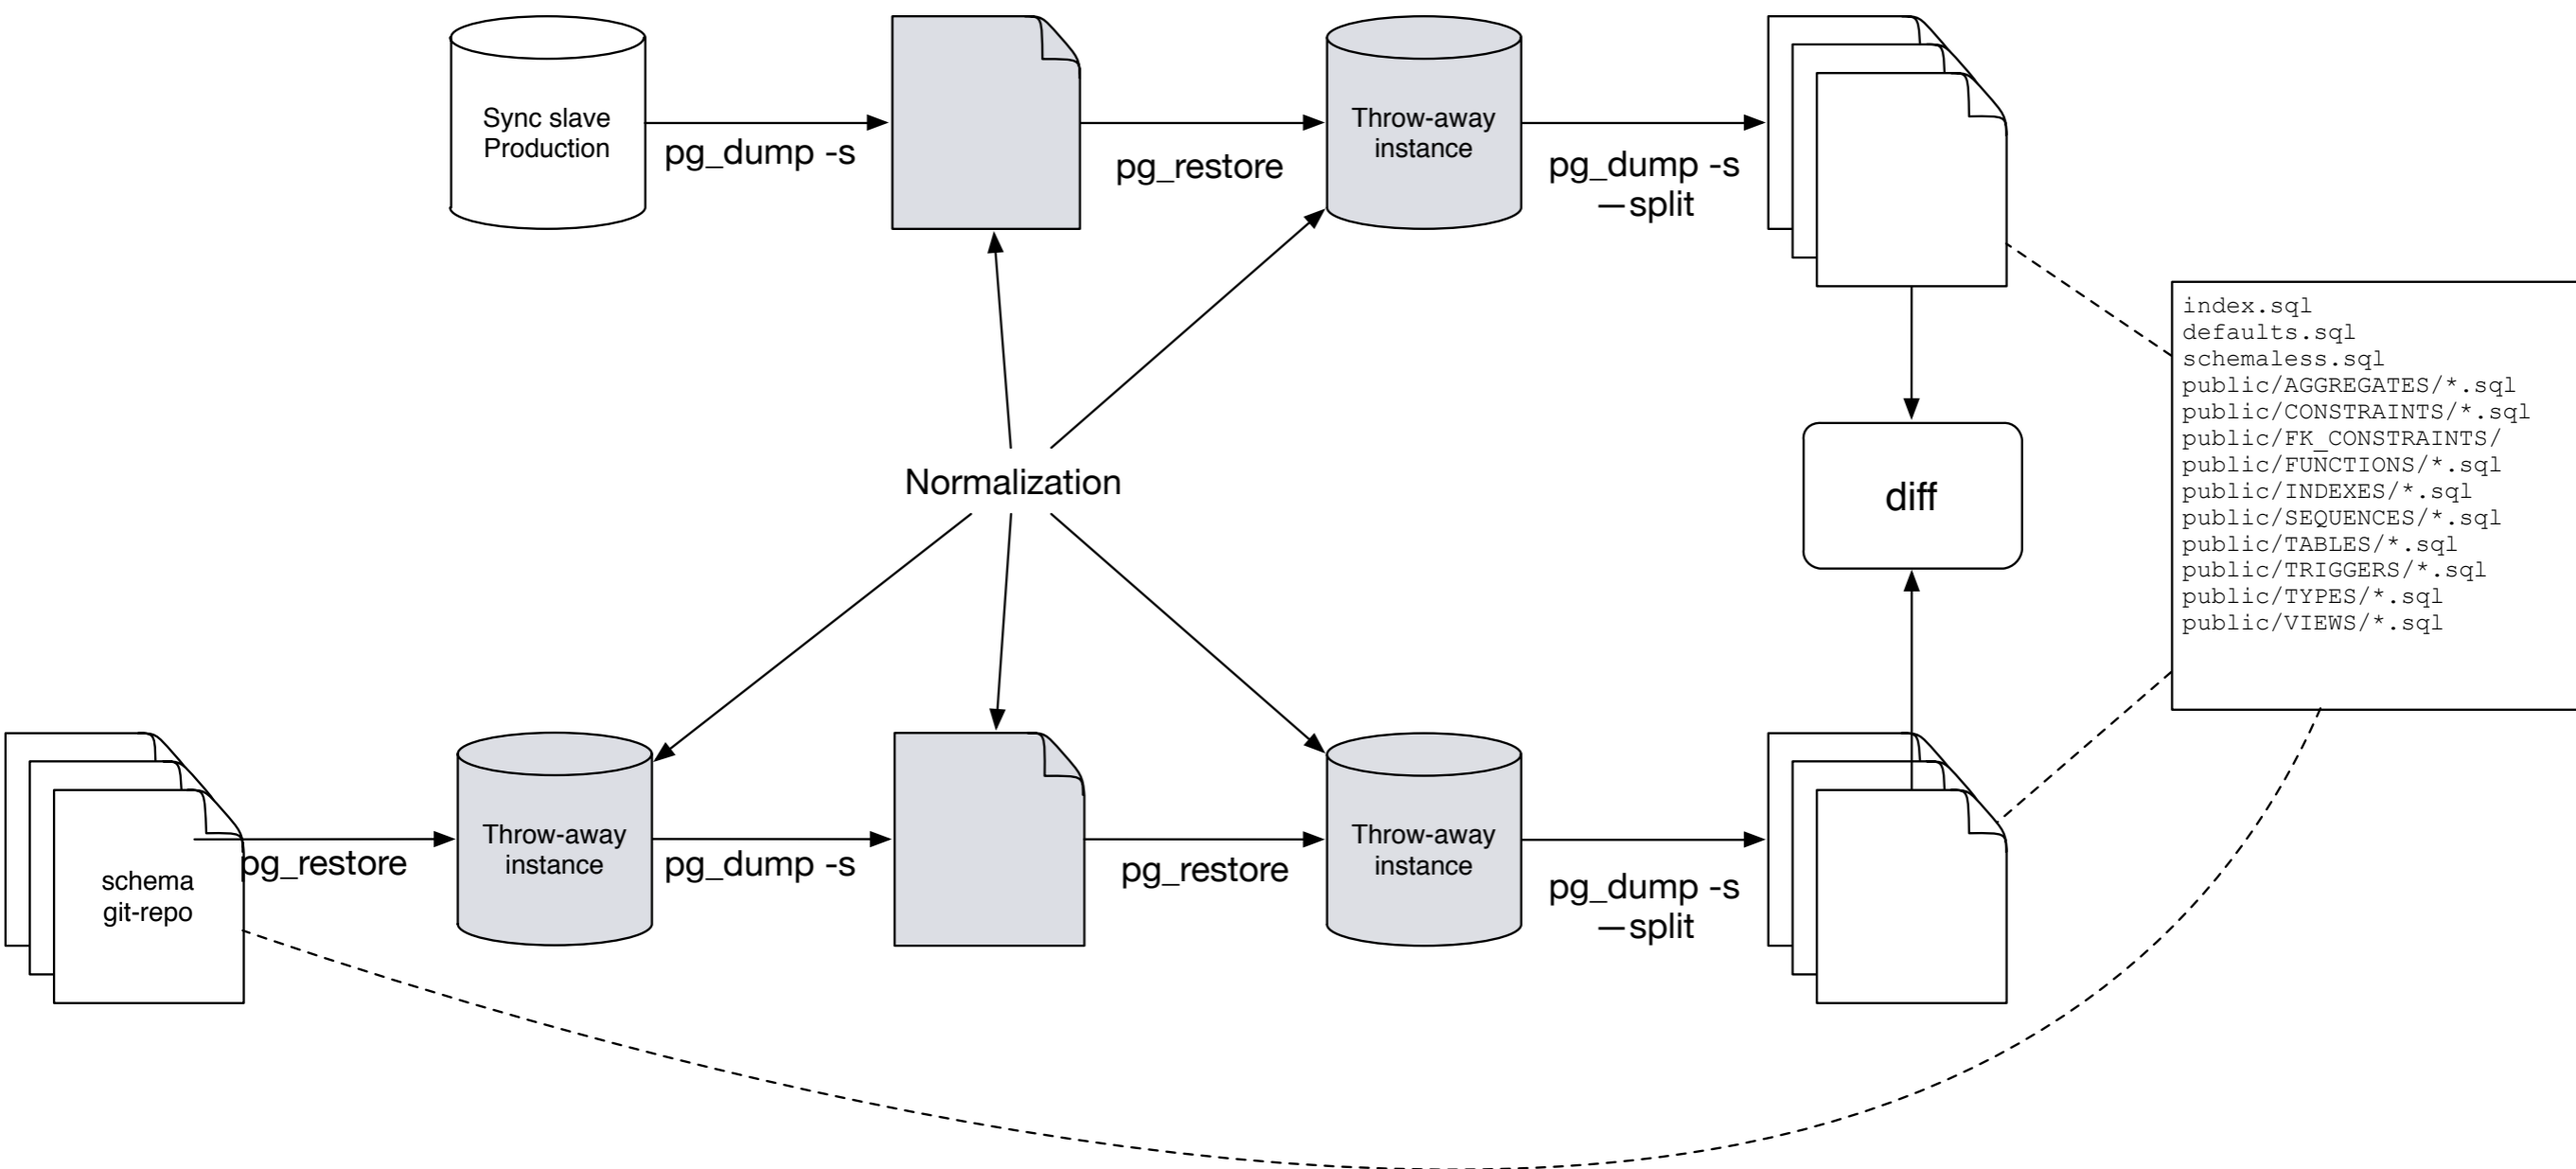 Sync slave
Production
pg_dump -s
pg_restore
Throw-away
instance
pg_dump -s
—split
index.sql
defaults.sql
schemaless.sql
public/AGGREGATES/*.sql
public/CONSTRAINTS/*.sql
public/FK_CONSTRAINTS/
public/FUNCTIONS/*.sql
public/INDEXES/*.sql
public/SEQUENCES/*.sql
public/TABLES/*.sql
public/TRIGGERS/*.sql
public/TYPES/*.sql
public/VIEWS/*.sql
Normalization
diff
schema
git-repo
pg_restore
Throw-away
instance
pg_dump -s
pg_restore
Throw-away
instance
pg_dump -s
—split